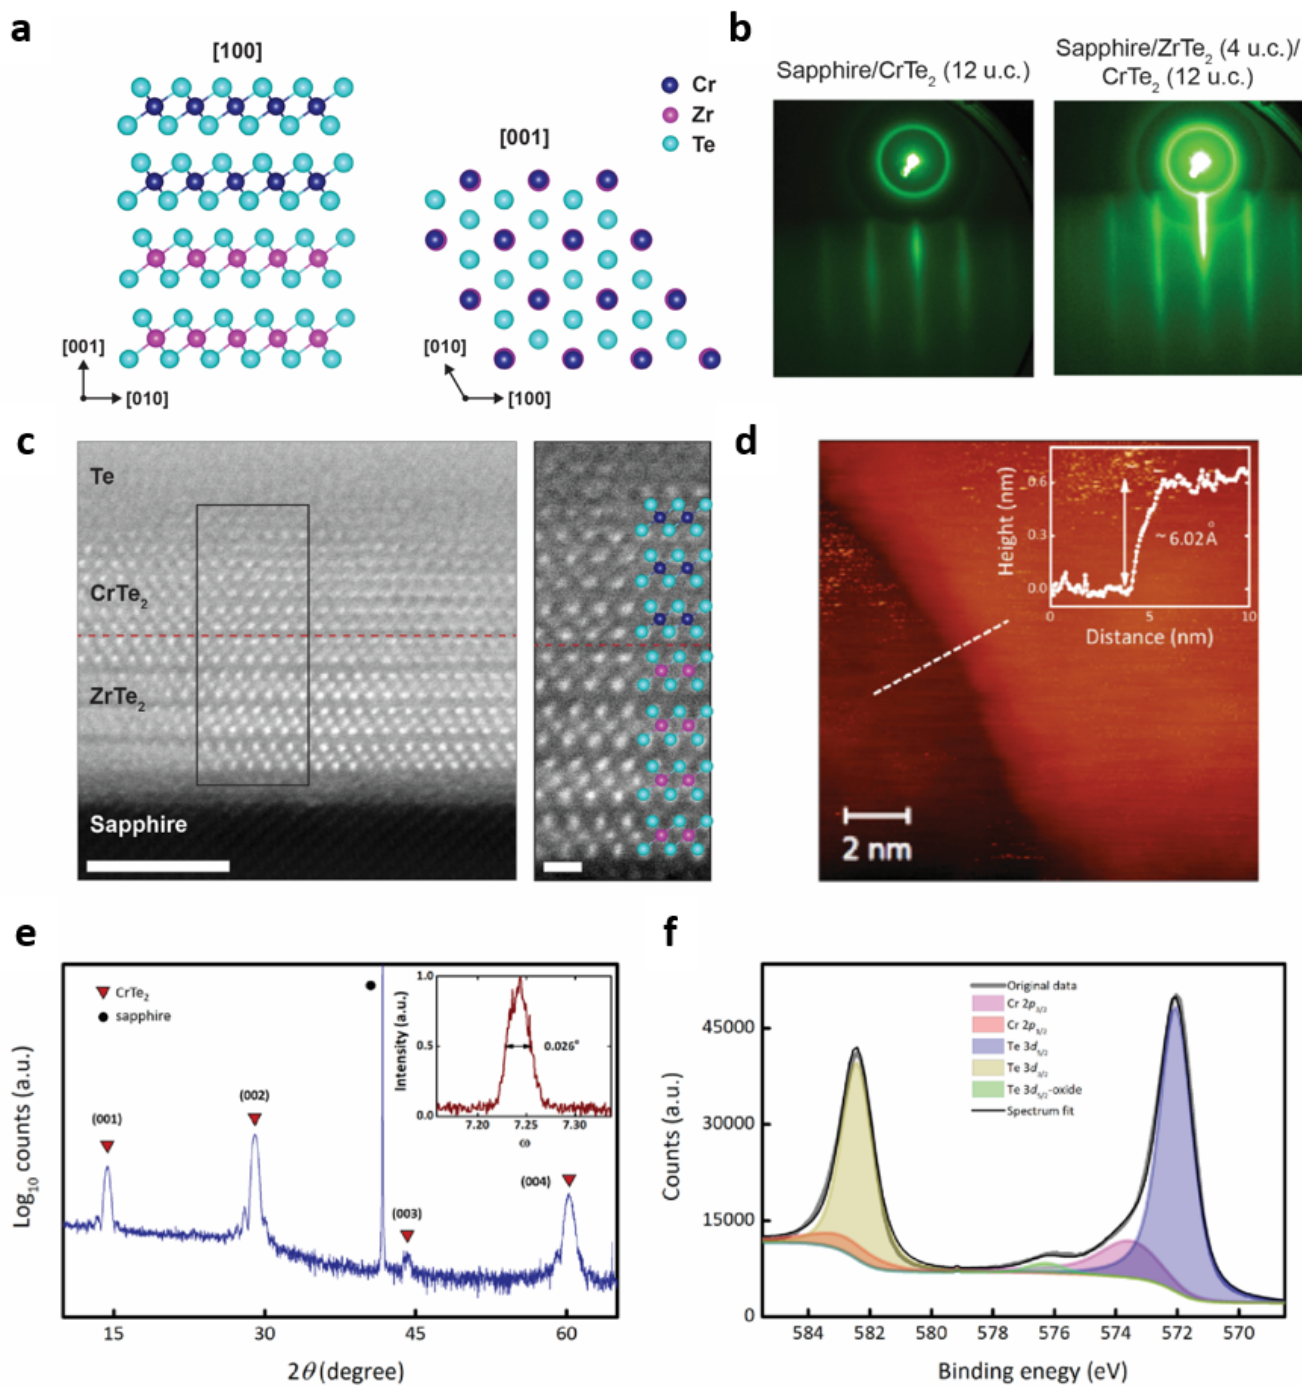 a
[100]
[001]
Cr
Zr
Te
[001]
[010]
[010]
[100]
b
Sapphire/CrTe₂ (12 u.c.)
Sapphire/ZrTe₂ (4 u.c.)/
CrTe₂ (12 u.c.)
c
Te
CrTe₂
ZrTe₂
Sapphire
d
2 nm
Height (nm)
0.6
0.3
0.0
~6.02Å
0
5
10
Distance (nm)
e
Log₁₀ counts (a.u.)
CrTe₂
sapphire
(001)
(002)
(003)
(004)
15
30
45
60
2θ (degree)
Intensity (a.u.)
1.0
0.5
0.0
0.026°
7.20
7.25
7.30
ω
f
Counts (a.u.)
45000
30000
15000
0
Original data
Cr 2p₃/₂
Cr 2p₁/₂
Te 3d₅/₂
Te 3d₃/₂
Te 3d₅/₂-oxide
Spectrum fit
584
582
580
578
576
574
572
570
Binding enegy (eV)